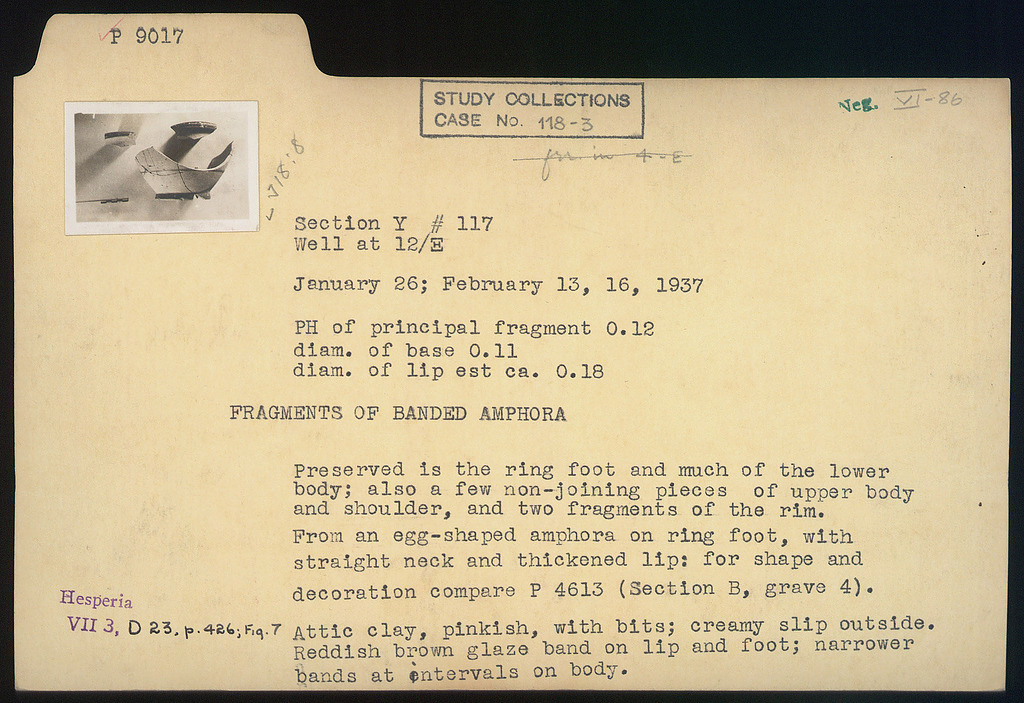 P 9017
STUDY COLLECTIONS
CASE No. 118-3
Neg. VI-86
V18:8
Section Y # 117
Well at 12/E
January 26; February 13, 16, 1937
PH of principal fragment 0.12
diam. of base 0.11
diam. of lip est ca. 0.18
FRAGMENTS OF BANDED AMPHORA
Preserved is the ring foot and much of the lower
body; also a few non-joining pieces of upper body
and shoulder, and two fragments of the rim.
From an egg-shaped amphora on ring foot, with
straight neck and thickened lip: for shape and
decoration compare P 4613 (Section B, grave 4).
Hesperia
VII 3, D 23, p. 426; Fig. 7
Attic clay, pinkish, with bits; creamy slip outside.
Reddish brown glaze band on lip and foot; narrower
bands at intervals on body.